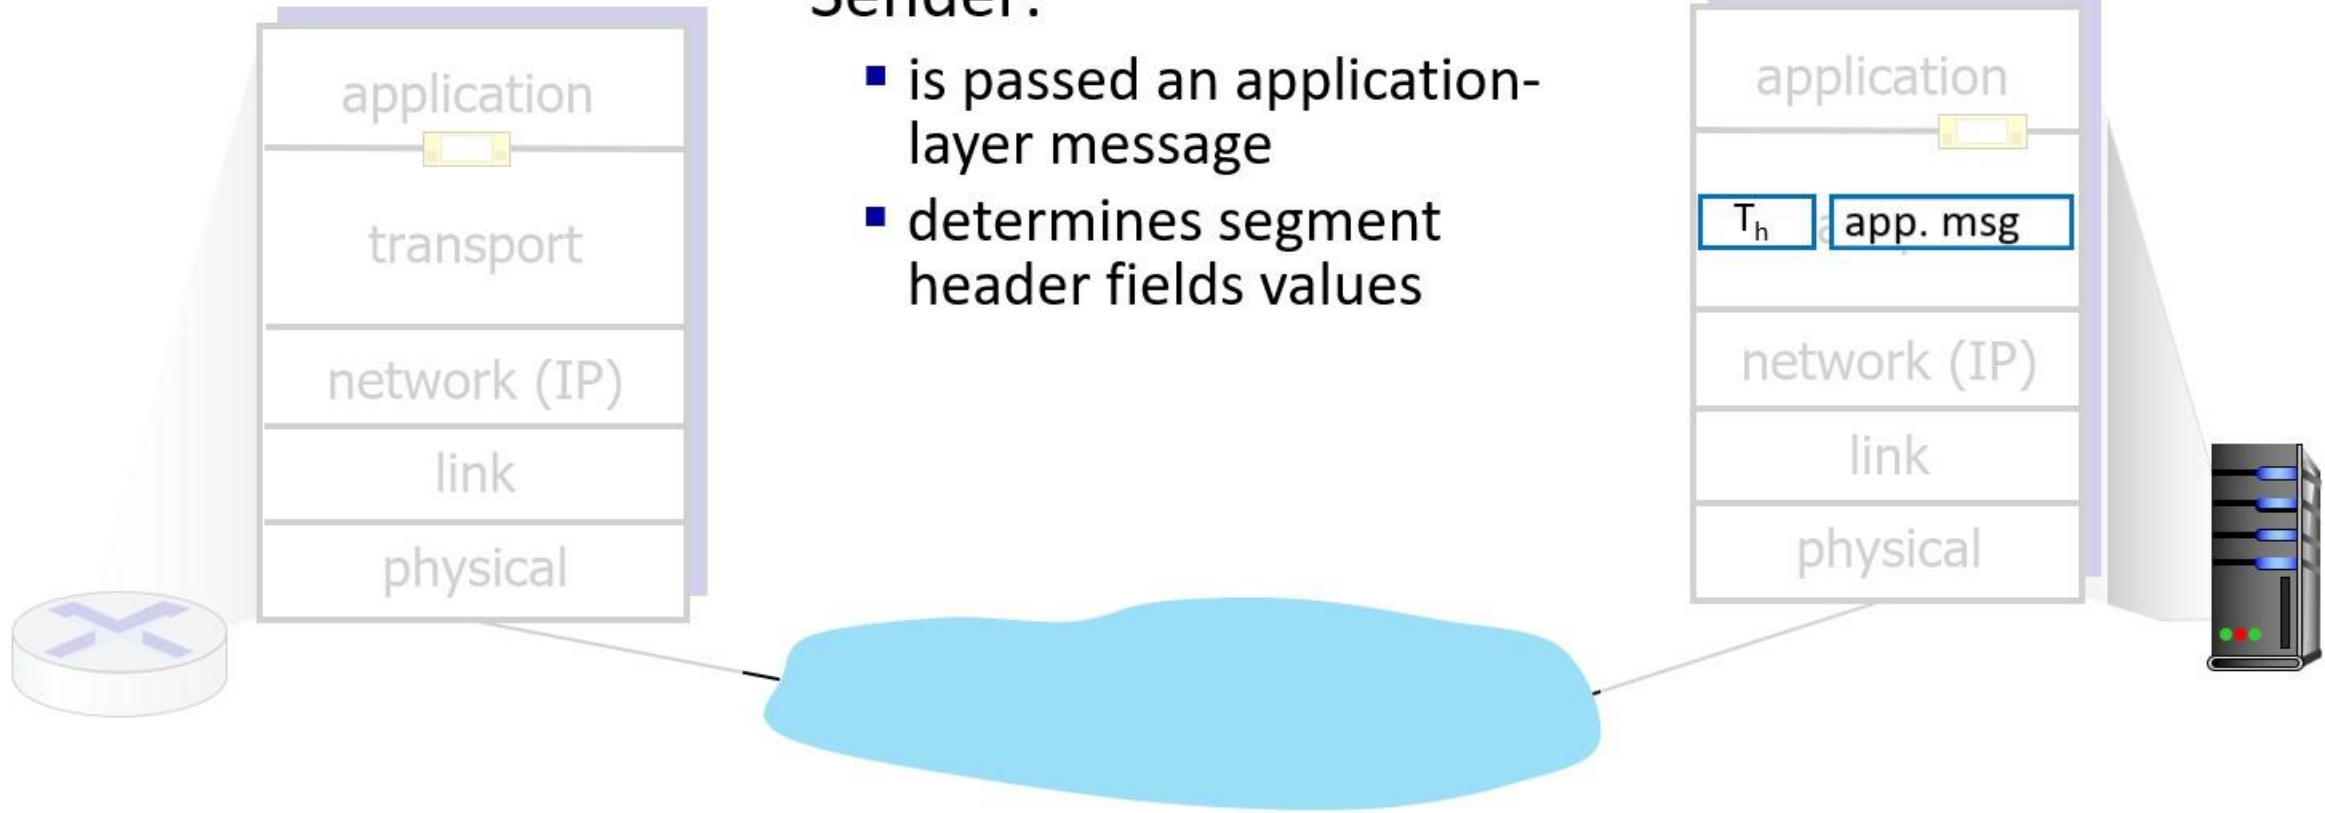 Sender:
▪ is passed an application-
layer message
▪ determines segment
header fields values
application
transport
network (IP)
link
physical
application
Th app. msg
network (IP)
link
physical